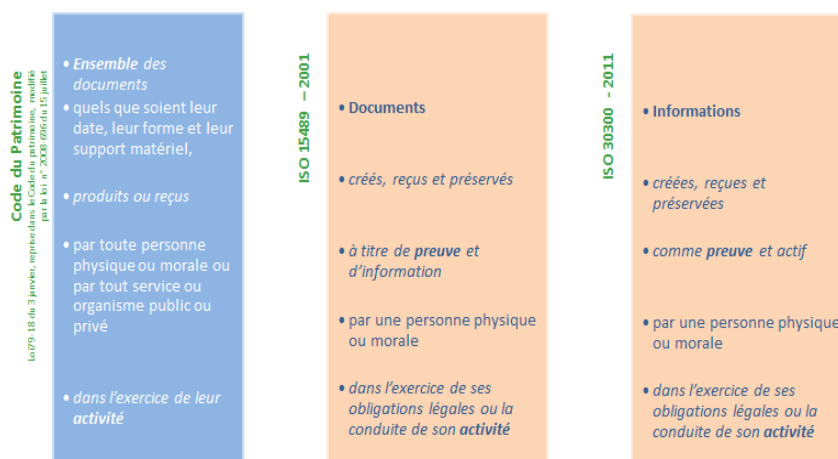 Code du Patrimoine
Loi 79-18 du 3 janvier, reprise dans le Code du patrimoine, modifié
par la loi n° 2008-696 du 15 juillet
• Ensemble des
documents
• quels que soient leur
date, leur forme et leur
support matériel,
• produits ou reçus
• par toute personne
physique ou morale ou
par tout service ou
organisme public ou
privé
• dans l'exercice de leur
activité
ISO 15489 – 2001
• Documents
• créés, reçus et préservés
• à titre de preuve et
d'information
• par une personne physique
ou morale
• dans l'exercice de ses
obligations légales ou la
conduite de son activité
ISO 30300 - 2011
• Informations
• créées, reçues et
préservées
• comme preuve et actif
• par une personne physique
ou morale
• dans l'exercice de ses
obligations légales ou la
conduite de son activité